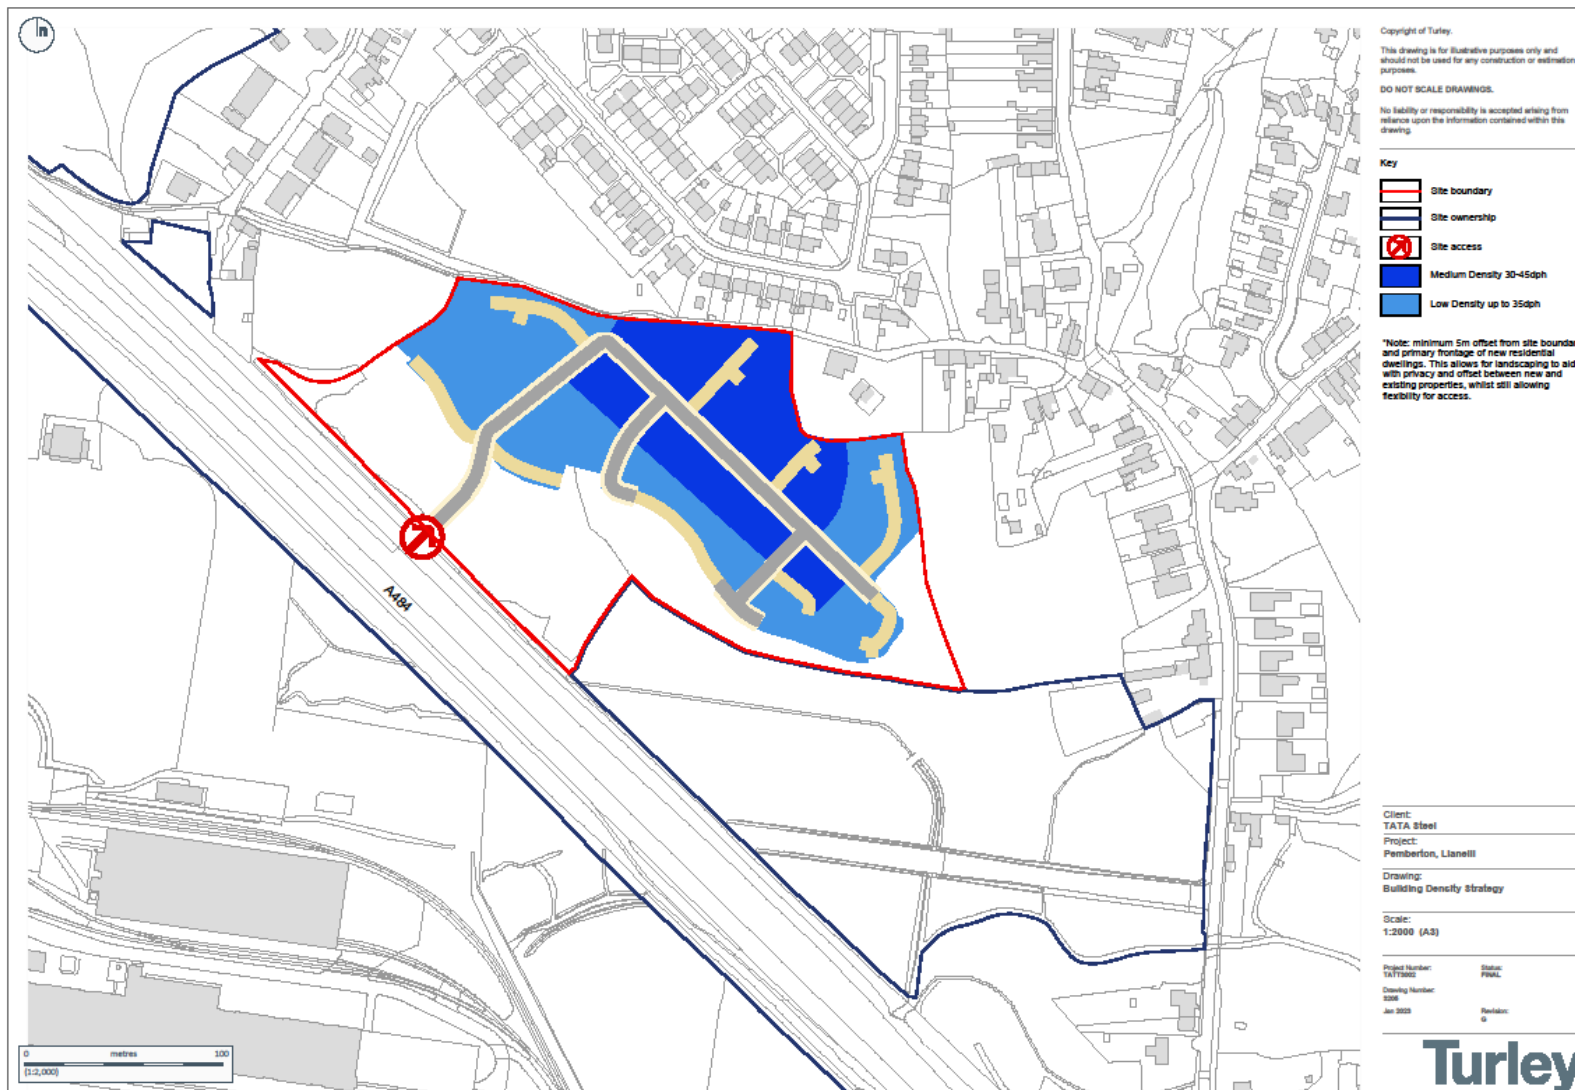 n
Copyright of Turley.
This drawing is for illustrative purposes only and
should not be used for any construction or estimation
purposes.
DO NOT SCALE DRAWINGS.
No liability or responsibility is accepted arising from
reliance upon the information contained within this
drawing.
Key
Site boundary
Site ownership
Site access
Medium Density 30-45dph
Low Density up to 35dph
*Note: minimum 5m offset from site boundar
and primary frontage of new residential
dwellings. This allows for landscaping to aid
with privacy and offset between new and
existing properties, whilst still allowing
flexibility for access.
A484
Client:
TATA Steel
Project:
Pemberton, Llanelli
Drawing:
Building Density Strategy
Scale:
1:2000 (A3)
Project Number:
Status:
FINAL
Drawing Number:
Jan 2023
Revision:
G
0 metres 100
(1:2,000)
Turley